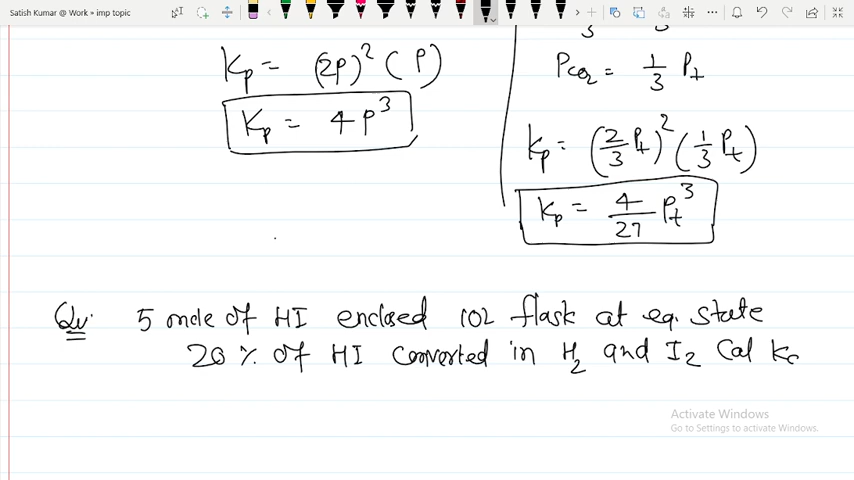 Satish Kumar @ Work » imp topic
Kp = (2P)² (P)
Kp = 4P³
3
P_CO₂ = 1/3 Pt
Kp = (2/3 Pt)² (1/3 Pt)
Kp = 4/27 Pt³
Qu. 5 mole of HI enclosed 10L flask at eq. state
20 % of HI converted in H₂ and I₂ Cal Kc
Activate Windows
Go to Settings to activate Windows.